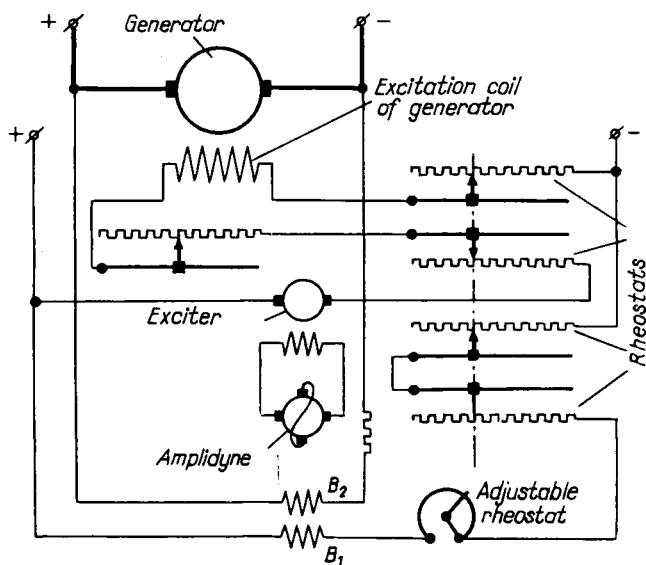 +
Generator
-
Excitation coil
of generator
+
-
Exciter
Rheostats
Amplidyne
B2
Adjustable
rheostat
B1